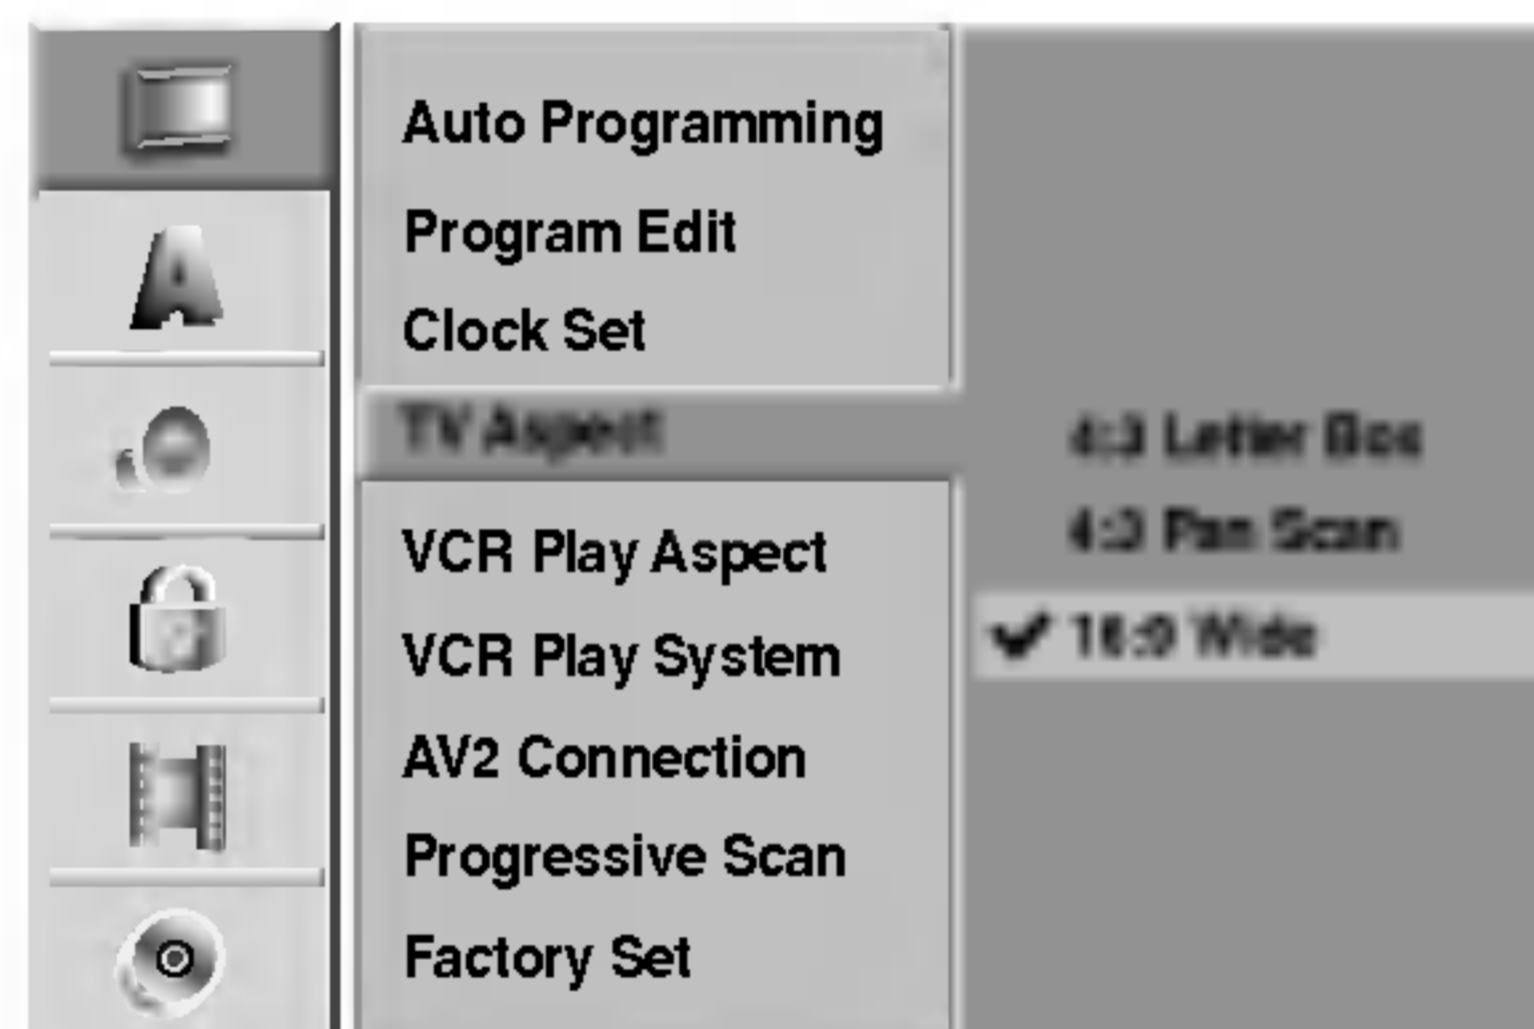 Auto Programming
Program Edit
Clock Set
TV Aspect
4:3 Letter Box
4:3 Pan Scan
16:9 Wide
VCR Play Aspect
VCR Play System
AV2 Connection
Progressive Scan
Factory Set